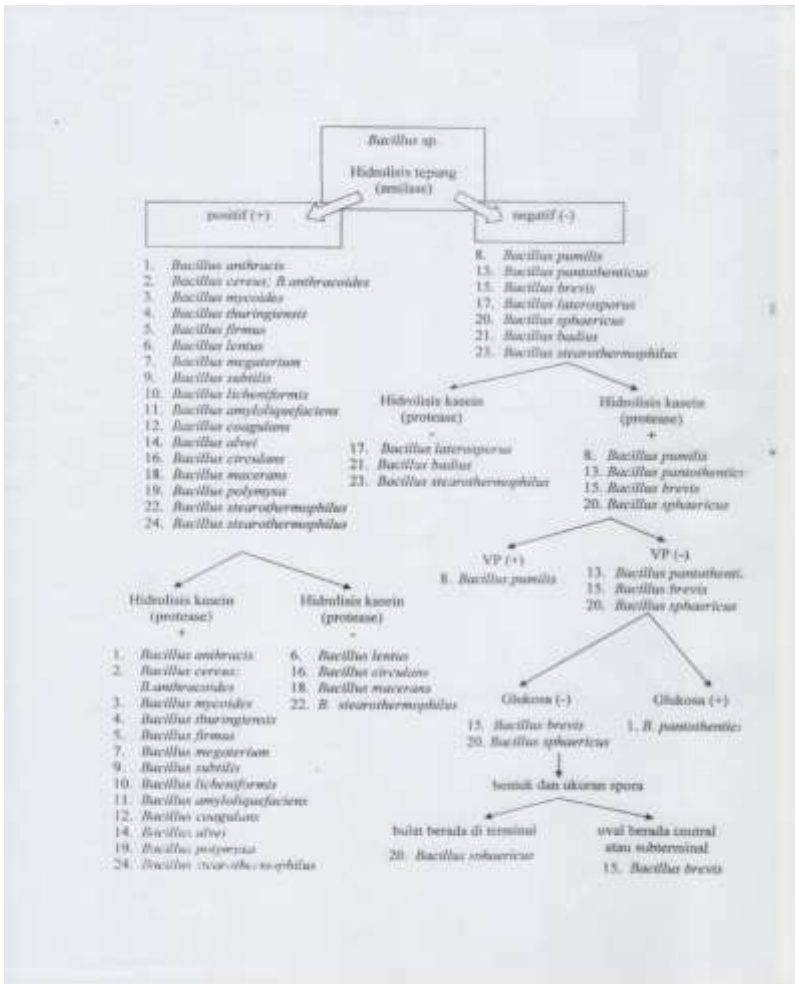 Bacillus sp.
Hidrolisis tepung
(amilase)
positif (+)
negatif (-)
1. Bacillus anthracis
2. Bacillus cereus; B.anthracoides
3. Bacillus mycoides
4. Bacillus thuringiensis
5. Bacillus firmus
6. Bacillus lentus
7. Bacillus megaterium
9. Bacillus subtilis
10. Bacillus licheniformis
11. Bacillus amyloliquefaciens
12. Bacillus coagulans
14. Bacillus alvei
16. Bacillus circulans
18. Bacillus macerans
19. Bacillus polymyxa
22. Bacillus stearothermophilus
24. Bacillus stearothermophilus
8. Bacillus pumilis
13. Bacillus pantothenticus
15. Bacillus brevis
17. Bacillus laterosporus
20. Bacillus sphaericus
21. Bacillus badius
23. Bacillus stearothermophilus
Hidrolisis kasein
(protease)
-
17. Bacillus laterosporus
21. Bacillus badius
23. Bacillus stearothermophilus
Hidrolisis kasein
(protease)
+
8. Bacillus pumilis
13. Bacillus pantothentic
15. Bacillus brevis
20. Bacillus sphaericus
VP (+)
8. Bacillus pumilis
VP (-)
13. Bacillus pantothenti
15. Bacillus brevis
20. Bacillus sphaericus
Hidrolisis kasein
(protease)
+
1. Bacillus anthracis
2. Bacillus cereus:
B.anthracoides
3. Bacillus mycoides
4. Bacillus thuringiensis
5. Bacillus firmus
7. Bacillus megaterium
9. Bacillus subtilis
10. Bacillus licheniformis
11. Bacillus amyloliquefaciens
12. Bacillus coagulans
14. Bacillus alvei
19. Bacillus polymyxa
24. Bacillus stearothermophilus
Hidrolisis kasein
(protease)
-
6. Bacillus lentus
16. Bacillus circulans
18. Bacillus macerans
22. B. stearothermophilus
Glukosa (-)
15. Bacillus brevis
20. Bacillus sphaericus
Glukosa (+)
1. B. pantothentic
bentuk dan ukuran spora
bulat berada di terminal
20. Bacillus sphaericus
oval berada central
atau subterminal
15. Bacillus brevis